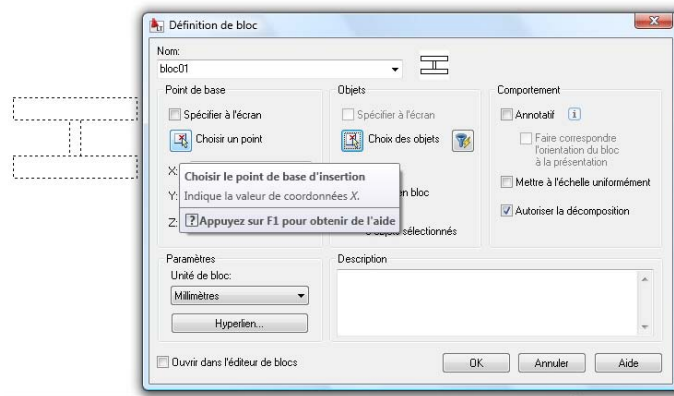 Définition de bloc
Nom:
bloc01
Point de base
Spécifier à l'écran
Choisir un point
X:
Y:
Z:
Choisir le point de base d'insertion
Indique la valeur de coordonnées X.
Appuyez sur F1 pour obtenir de l'aide
Objets
Spécifier à l'écran
Choix des objets
en bloc
sélectionnés
Comportement
Annotatif
Faire correspondre
l'orientation du bloc
à la présentation
Mettre à l'échelle uniformément
Autoriser la décomposition
Paramètres
Unité de bloc:
Millimètres
Hyperlien...
Description
Ouvrir dans l'éditeur de blocs
OK
Annuler
Aide